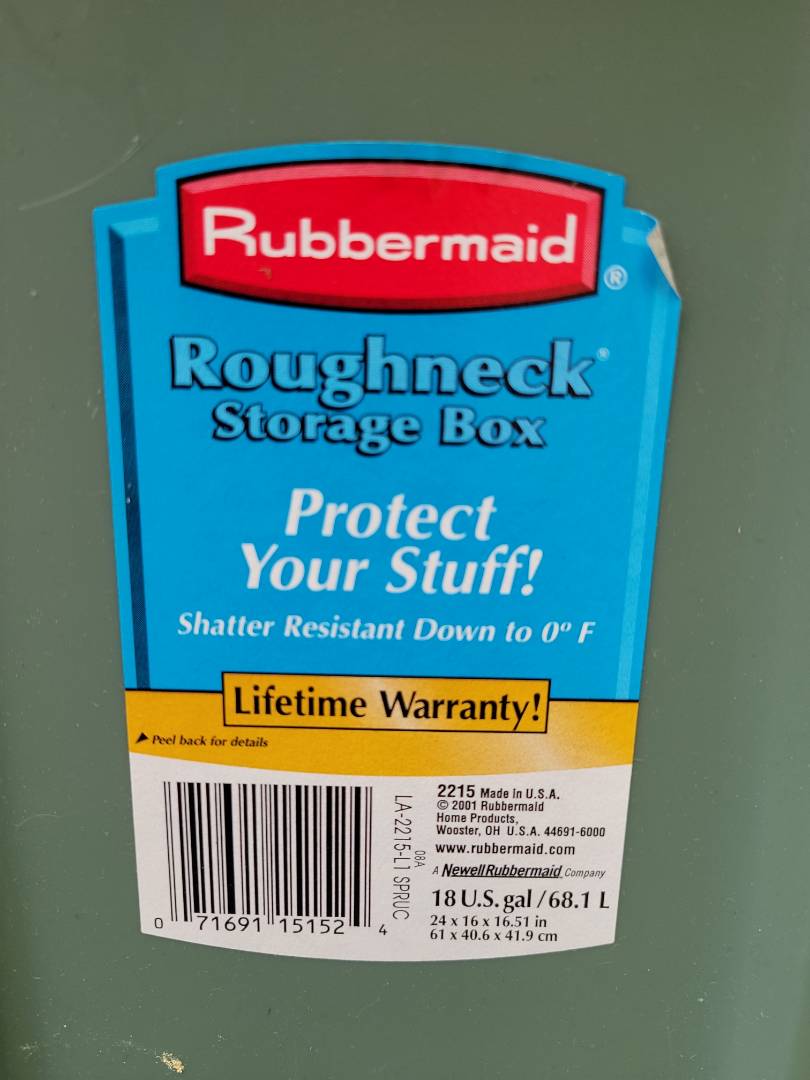 Rubbermaid®
Roughneck®
Storage Box
Protect
Your Stuff!
Shatter Resistant Down to 0º F
Lifetime Warranty!
Peel back for details
2215 Made in U.S.A.
© 2001 Rubbermaid
Home Products,
Wooster, OH U.S.A. 44691-6000
www.rubbermaid.com
A NewellRubbermaid Company
18 U.S. gal / 68.1 L
24 x 16 x 16.51 in
61 x 40.6 x 41.9 cm
LA-2215-L1 SPRUC
08A
0 71691 15152 4